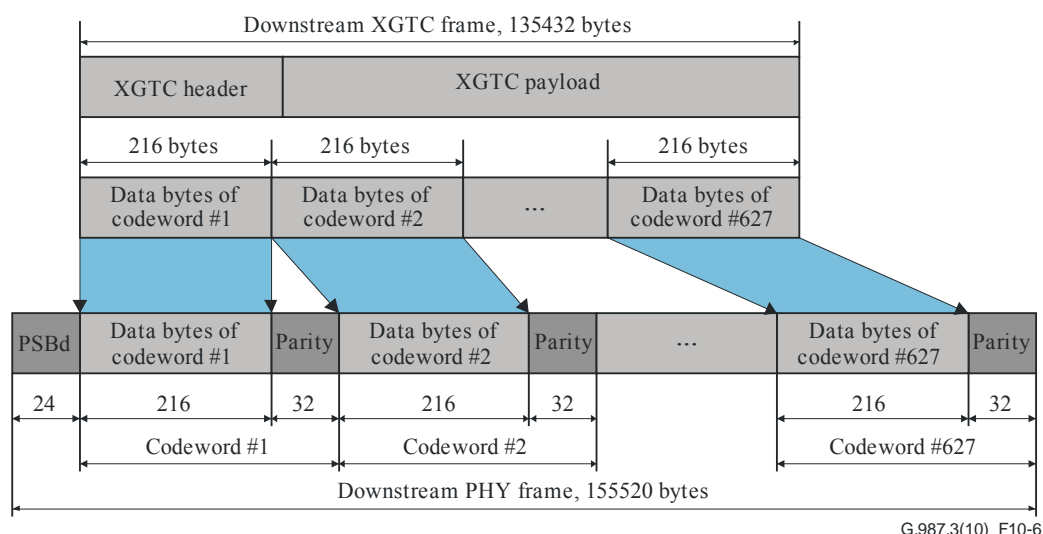 Downstream XGTC frame, 135432 bytes
XGTC header
XGTC payload
216 bytes
216 bytes
216 bytes
Data bytes of
codeword #1
Data bytes of
codeword #2
...
Data bytes of
codeword #627
PSBd
Data bytes of
codeword #1
Parity
Data bytes of
codeword #2
Parity
...
Data bytes of
codeword #627
Parity
24
216
32
216
32
216
32
Codeword #1
Codeword #2
Codeword #627
Downstream PHY frame, 155520 bytes
G.987.3(10)_F10-6